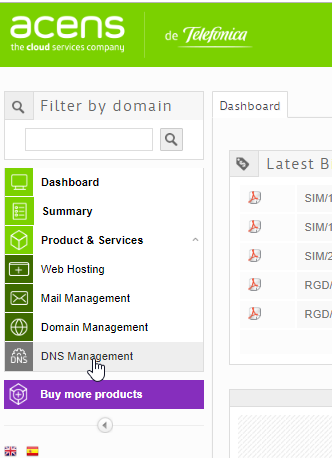 acens
the cloud services company
de Telefónica
Filter by domain
Dashboard
Latest B
Dashboard
Summary
Product & Services
Web Hosting
Mail Management
Domain Management
DNS
DNS Management
Buy more products
SIM/1
SIM/1
SIM/2
RGD/
RGD/